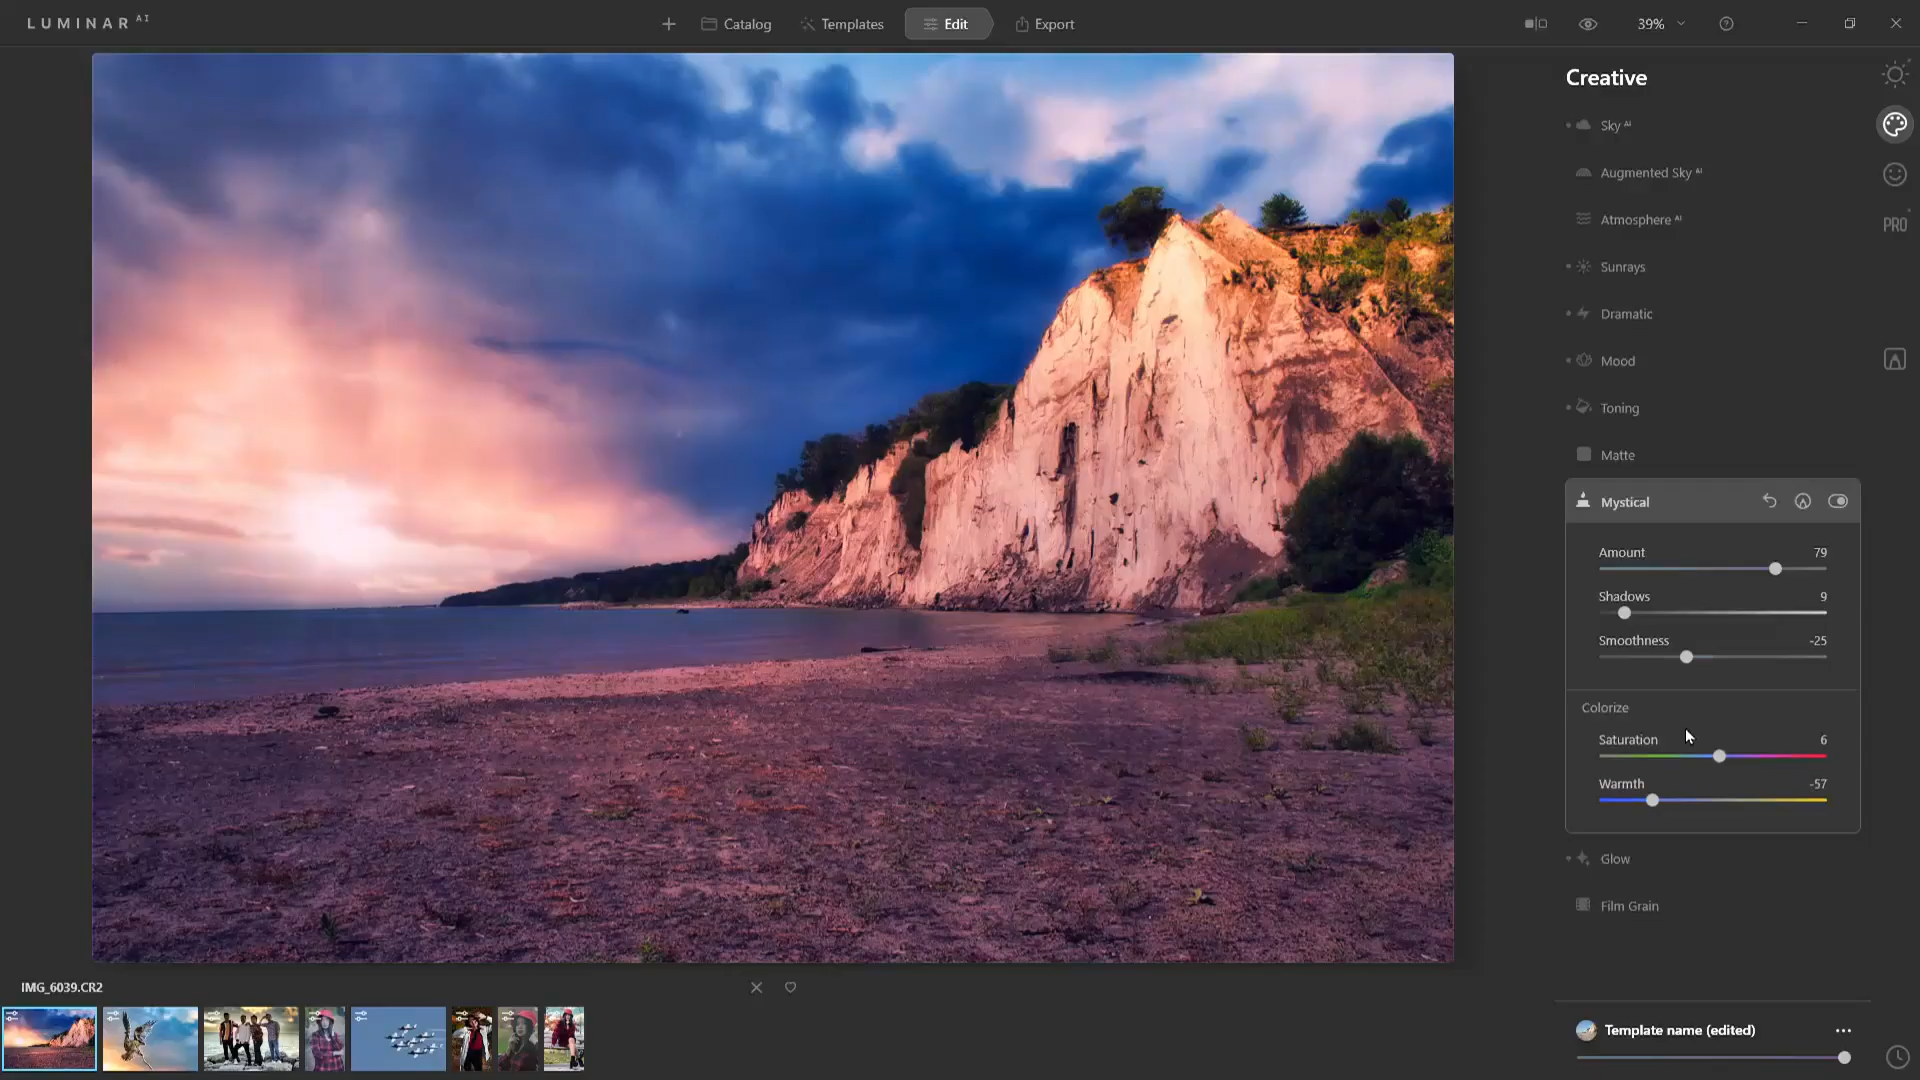 LUMINAR AI
Catalog
Templates
Edit
Export
39%
Creative
Sky AI
Augmented Sky AI
Atmosphere AI
Sunrays
Dramatic
Mood
Toning
Matte
Mystical
Amount 79
Shadows 9
Smoothness -25
Colorize
Saturation 6
Warmth -57
Glow
Film Grain
PRO
IMG_6039.CR2
Template name (edited)